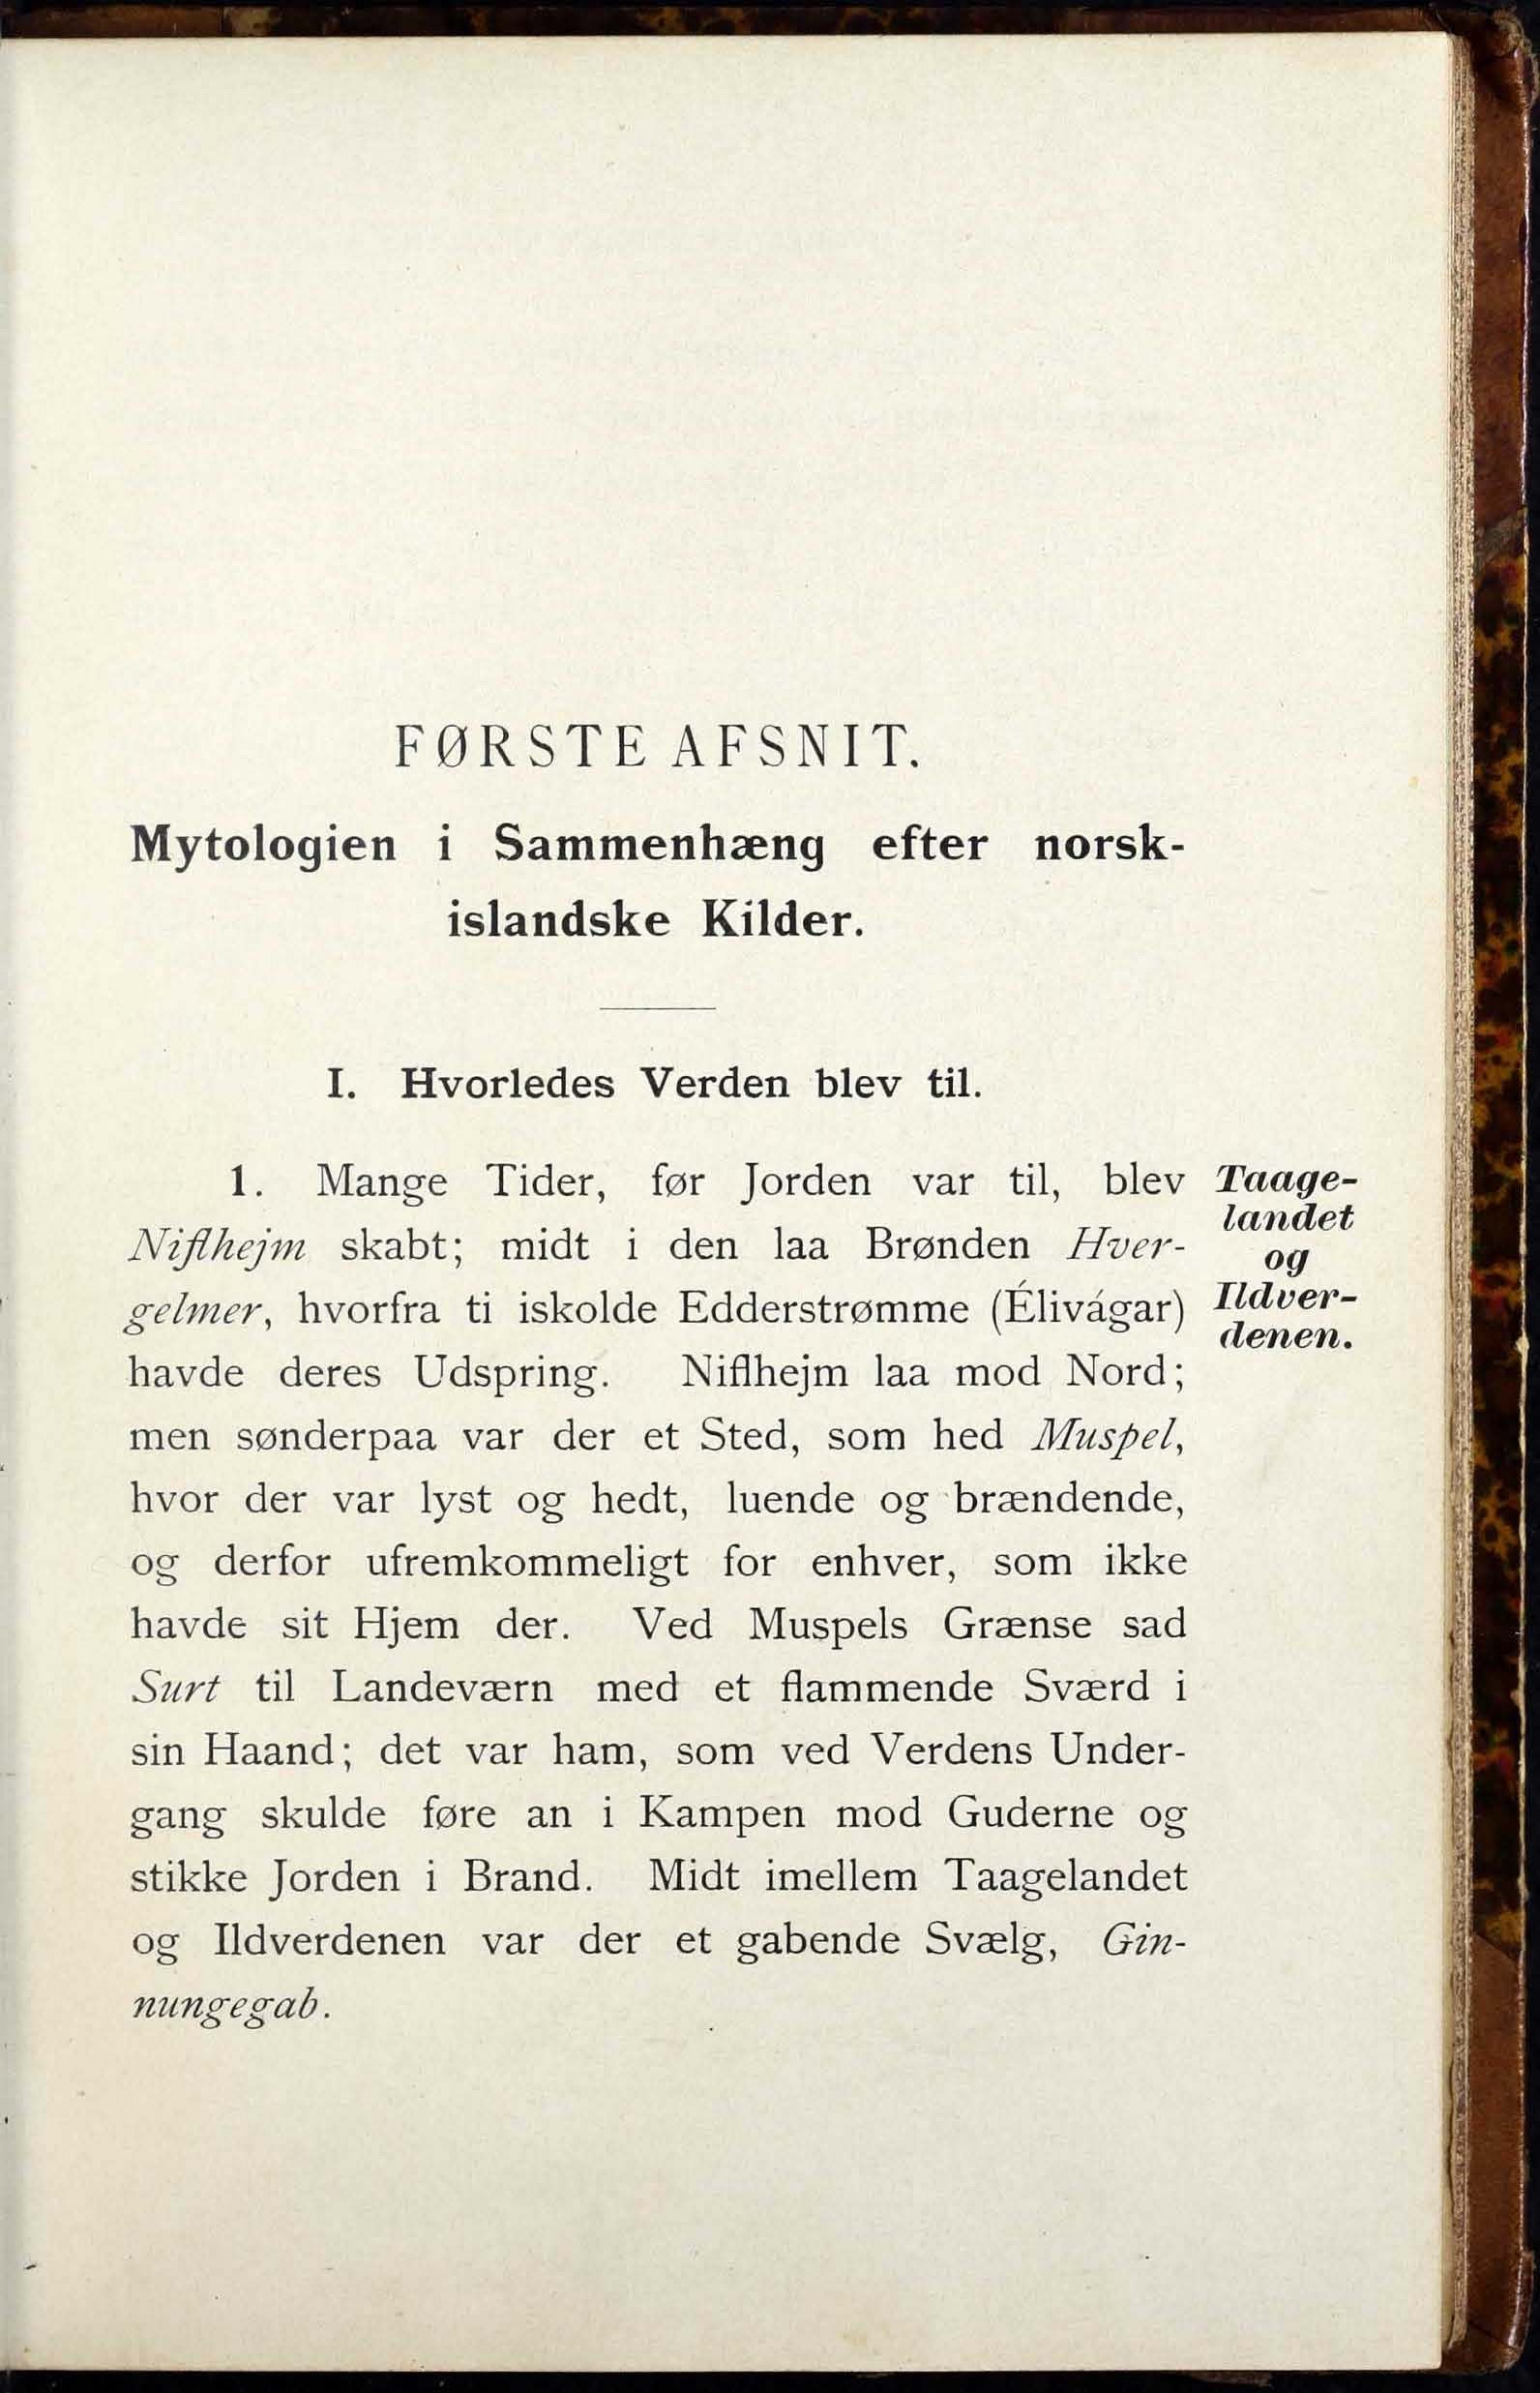 FØRSTE AFSNIT.
Mytologien i Sammenhæng efter norsk-
islandske Kilder.
I. Hvorledes Verden blev til.
1. Mange Tider, før Jorden var til, blev
Niflhejm skabt; midt i den laa Brønden Hver-
gelmer, hvorfra ti iskolde Edderstrømme (Élivágar)
havde deres Udspring. Niflhejm laa mod Nord;
men sønderpaa var der et Sted, som hed Muspel,
hvor der var lyst og hedt, luende og brændende,
og derfor ufremkommeligt for enhver, som ikke
havde sit Hjem der. Ved Muspels Grænse sad
Surt til Landeværn med et flammende Sværd i
sin Haand; det var ham, som ved Verdens Under-
gang skulde føre an i Kampen mod Guderne og
stikke Jorden i Brand. Midt imellem Taagelandet
og Ildverdenen var der et gabende Svælg, Gin-
nungegab.
Taage-
landet
og
Ildver-
denen.